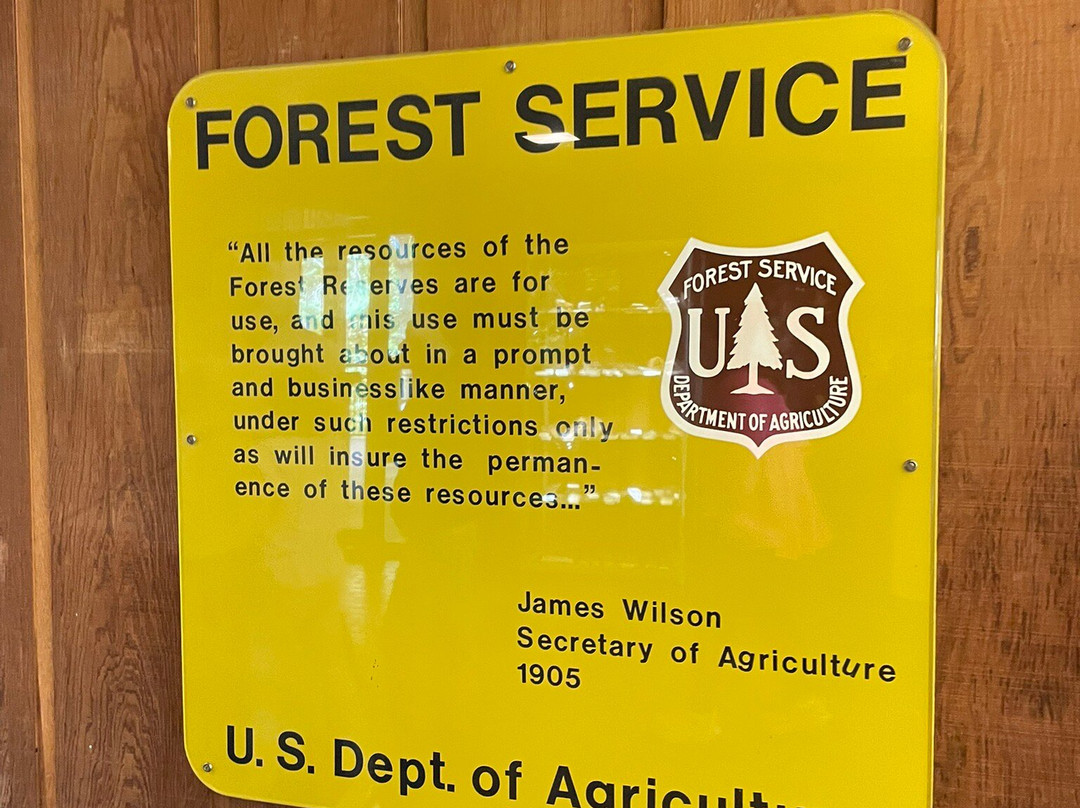 FOREST SERVICE
“All the resources of the
Forest Reserves are for
use, and this use must be
brought about in a prompt
and businesslike manner,
under such restrictions only
as will insure the perman-
ence of these resources...”
FOREST SERVICE
U S
DEPARTMENT OF AGRICULTURE
James Wilson
Secretary of Agriculture
1905
U. S. Dept. of Agricultu